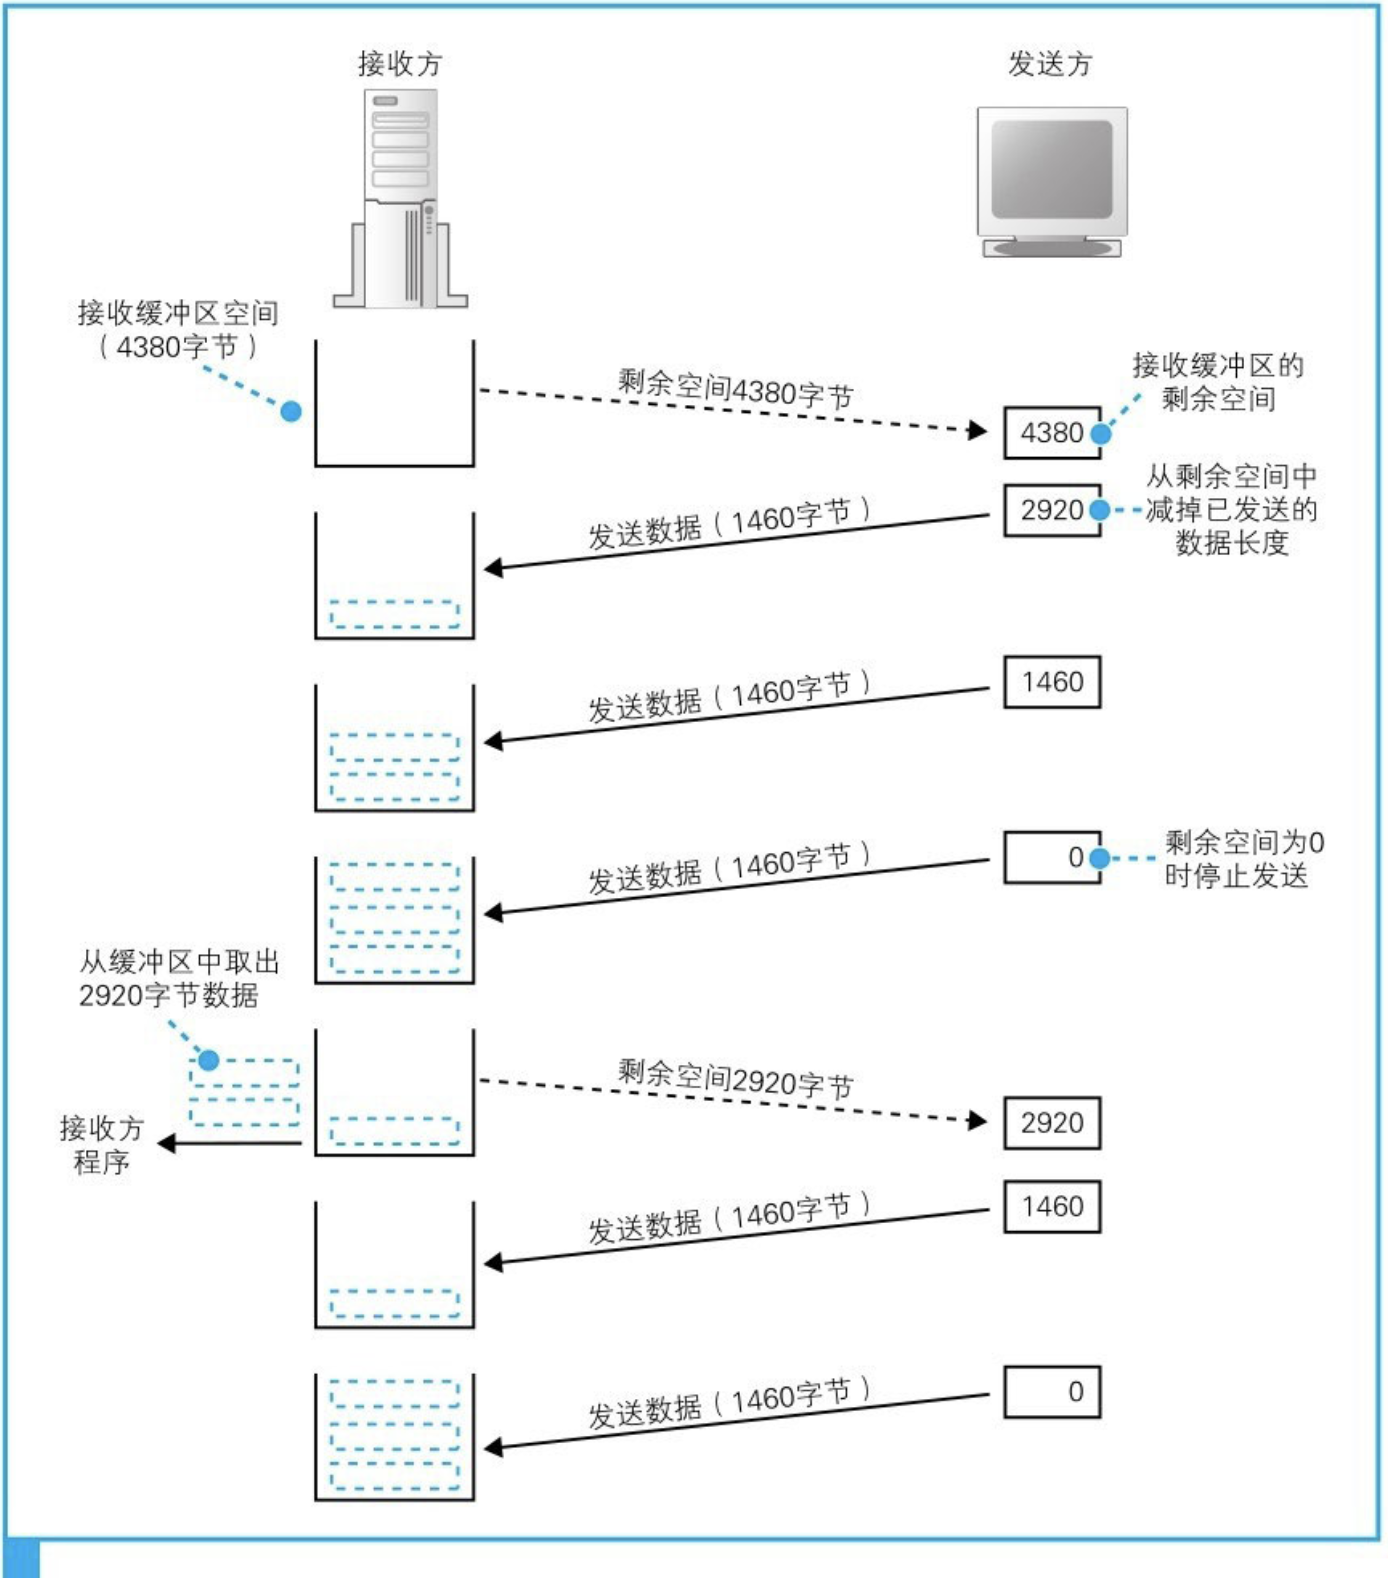 接收方
发送方
接收缓冲区空间
（4380字节）
剩余空间4380字节
接收缓冲区的
剩余空间
4380
从剩余空间中
减掉已发送的
数据长度
2920
发送数据（1460字节）
1460
发送数据（1460字节）
0
剩余空间为0
时停止发送
发送数据（1460字节）
从缓冲区中取出
2920字节数据
剩余空间2920字节
2920
接收方
程序
1460
发送数据（1460字节）
0
发送数据（1460字节）